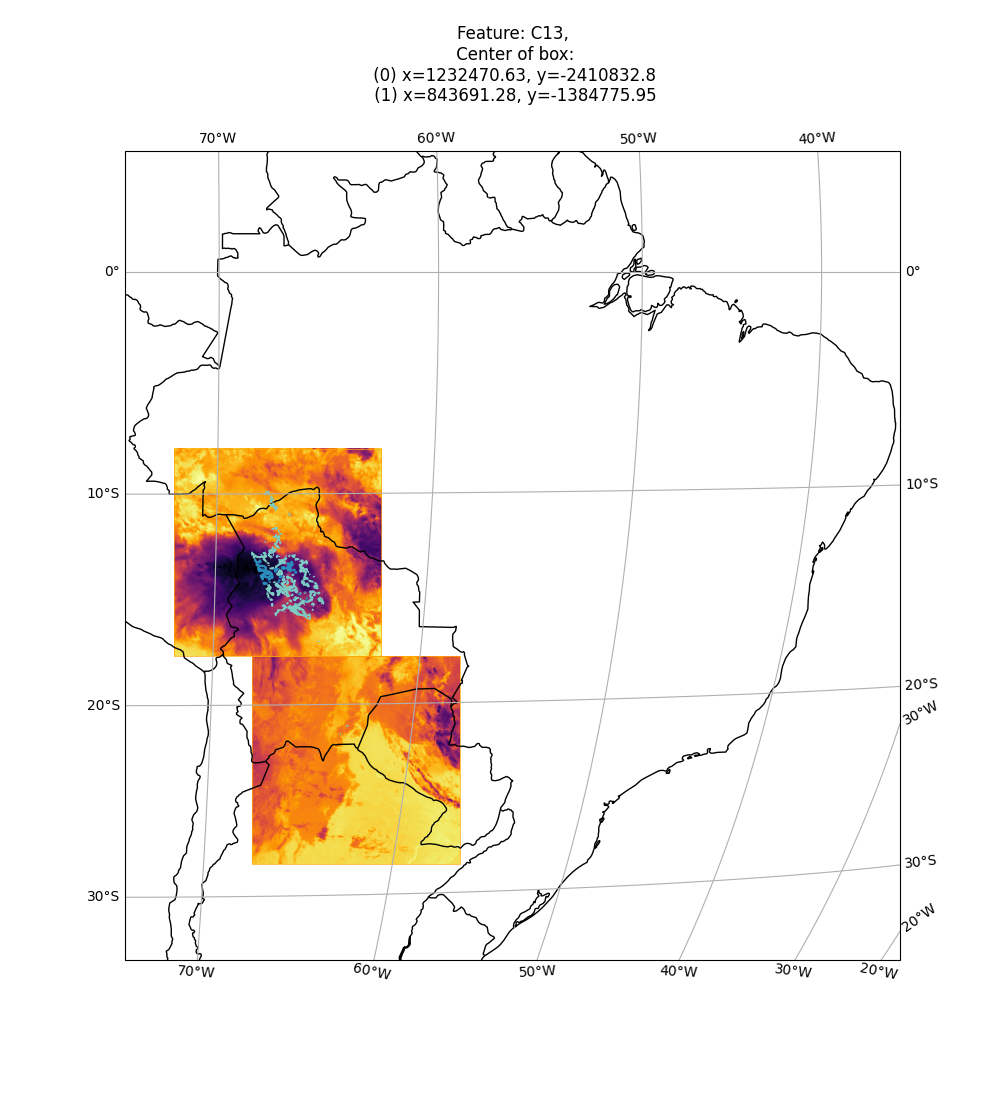 Feature: C13,
Center of box:
(0) x=1232470.63, y=-2410832.8
(1) x=843691.28, y=-1384775.95
70°W 60°W 50°W 40°W
0° 0°
10°S 10°S
20°S 20°S
30°W
30°S 30°S
20°W
70°W 60°W 50°W 40°W 30°W 20°W